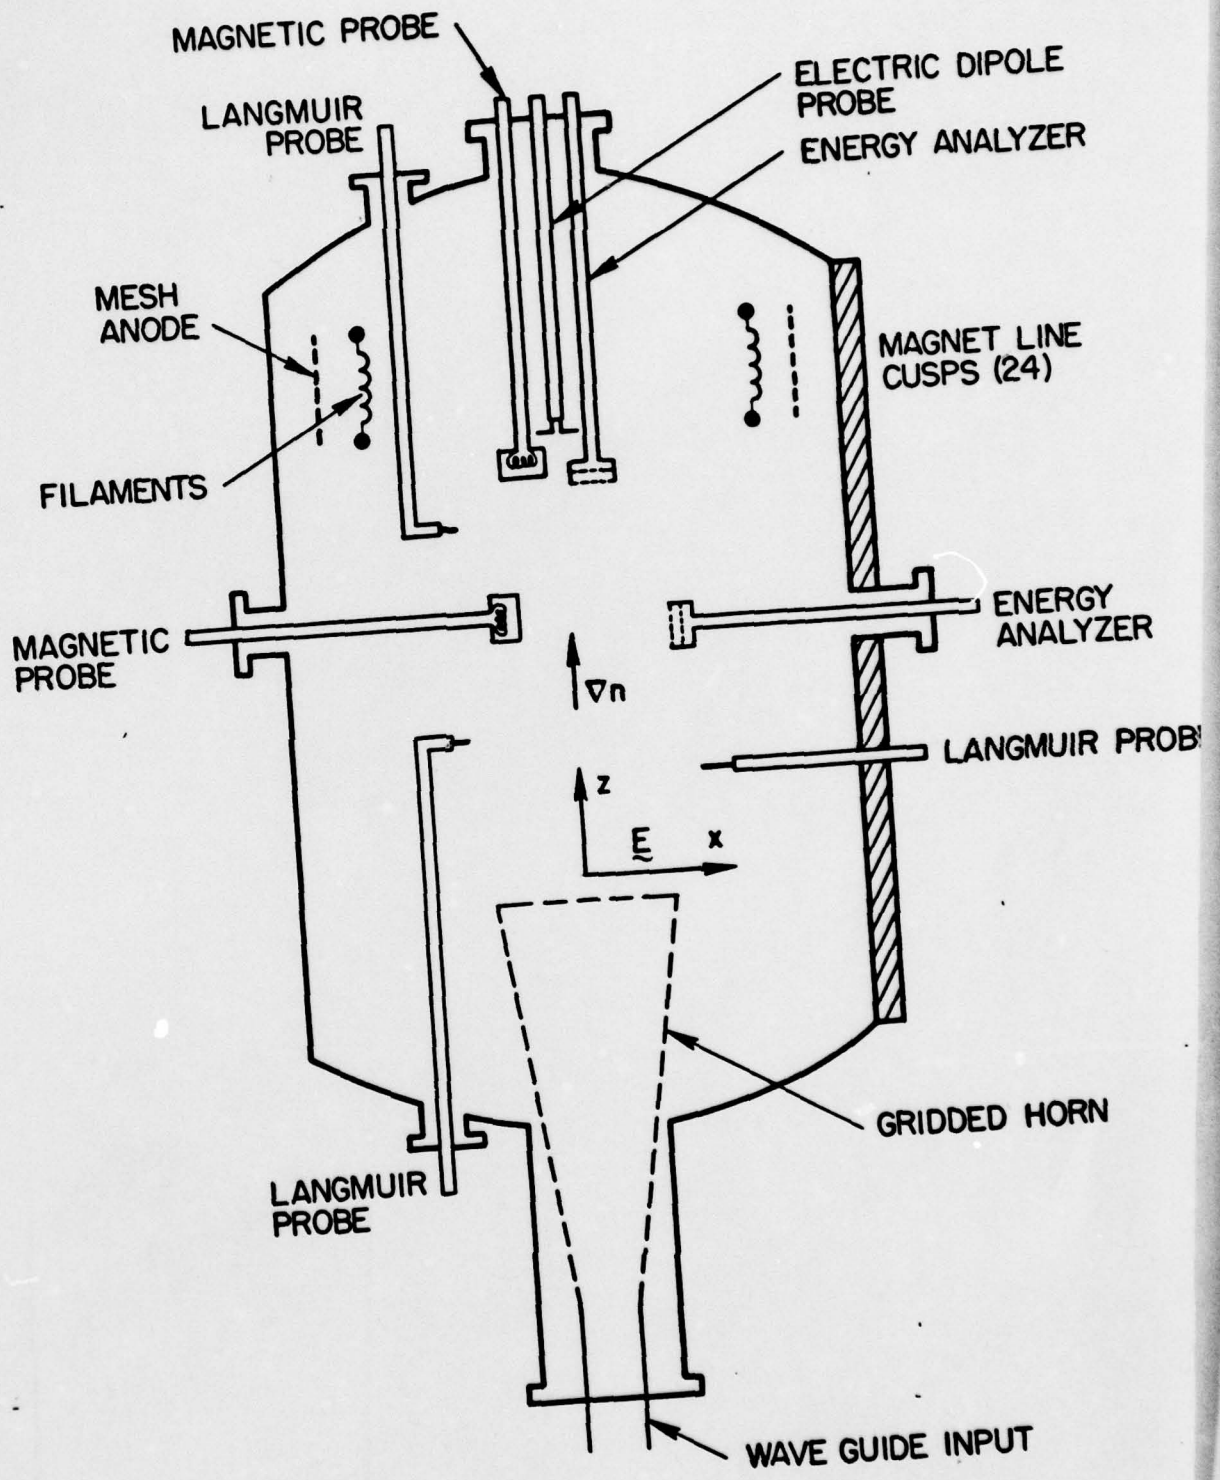 MAGNETIC PROBE
LANGMUIR
PROBE
ELECTRIC DIPOLE
PROBE
ENERGY ANALYZER
MESH
ANODE
MAGNET LINE
CUSPS (24)
FILAMENTS
ENERGY
ANALYZER
MAGNETIC
PROBE
∇n
LANGMUIR PROB
z
E
x
GRIDDED HORN
LANGMUIR
PROBE
WAVE GUIDE INPUT